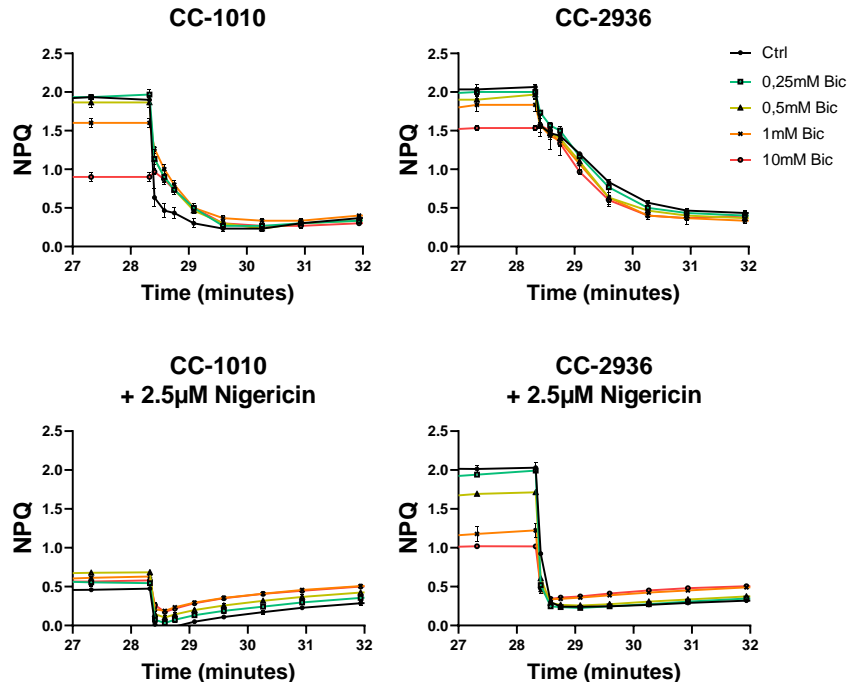 CC-1010
CC-2936
2.5
2.0
1.5
1.0
0.5
0.0
NPQ
27 28 29 30 31 32
Time (minutes)
2.5
2.0
1.5
1.0
0.5
0.0
NPQ
27 28 29 30 31 32
Time (minutes)
Ctrl
0,25mM Bic
0,5mM Bic
1mM Bic
10mM Bic
CC-1010
+ 2.5µM Nigericin
CC-2936
+ 2.5µM Nigericin
2.5
2.0
1.5
1.0
0.5
0.0
NPQ
27 28 29 30 31 32
Time (minutes)
2.5
2.0
1.5
1.0
0.5
0.0
NPQ
27 28 29 30 31 32
Time (minutes)